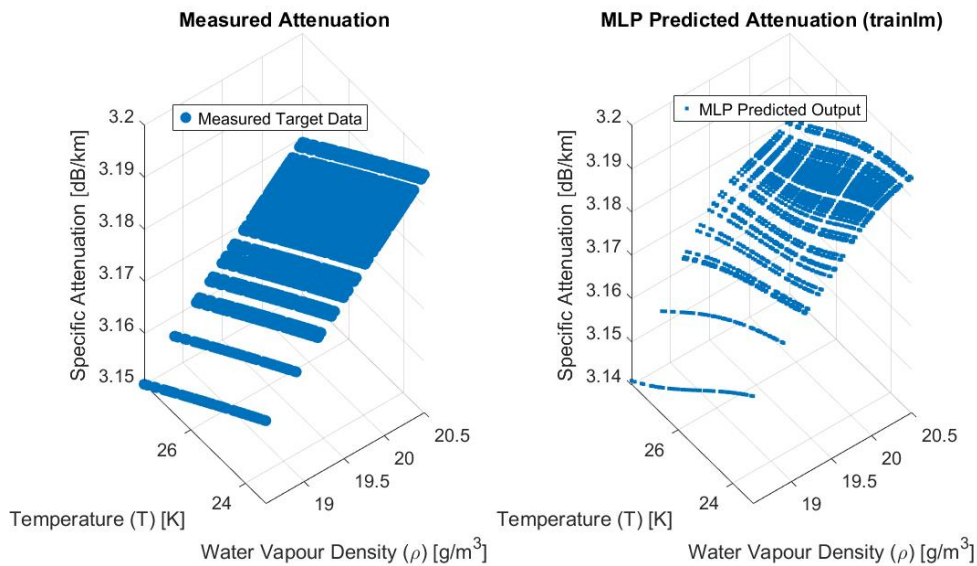 Measured Attenuation
Measured Target Data
Specific Attenuation [dB/km]
3.2
3.19
3.18
3.17
3.16
3.15
26
24
Temperature (T) [K]
19
19.5
20
20.5
Water Vapour Density (ρ) [g/m³]
MLP Predicted Attenuation (trainlm)
MLP Predicted Output
Specific Attenuation [dB/km]
3.2
3.19
3.18
3.17
3.16
3.15
3.14
26
24
Temperature (T) [K]
19
19.5
20
20.5
Water Vapour Density (ρ) [g/m³]